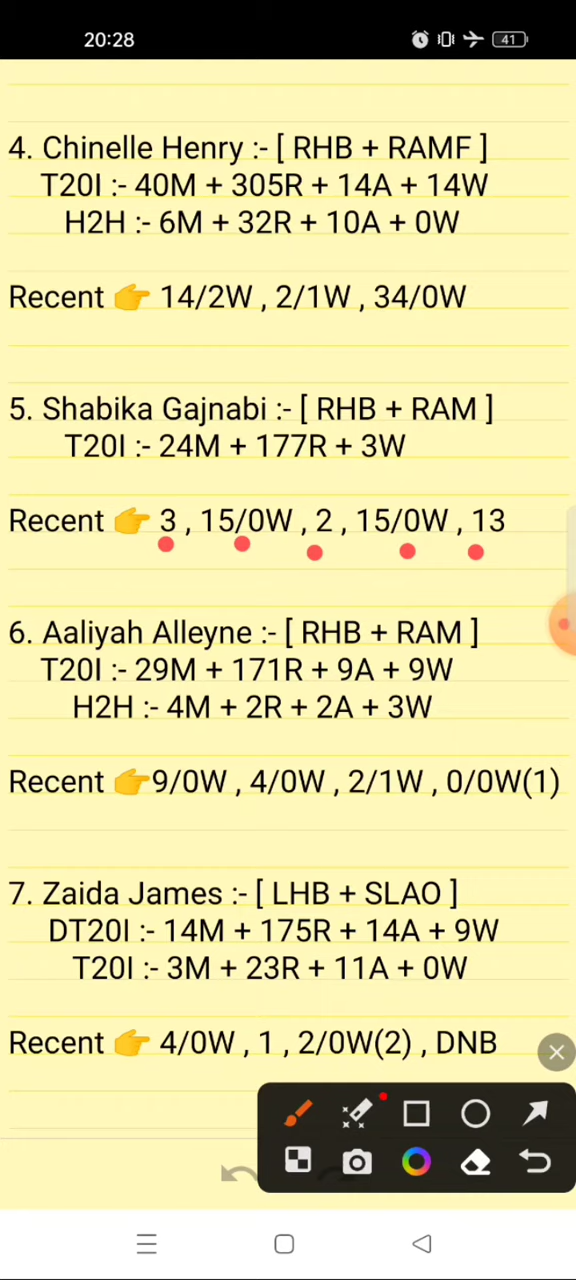 20:28
41
4. Chinelle Henry :- [ RHB + RAMF ]
T20I :- 40M + 305R + 14A + 14W
H2H :- 6M + 32R + 10A + 0W
Recent 👉 14/2W , 2/1W , 34/0W
5. Shabika Gajnabi :- [ RHB + RAM ]
T20I :- 24M + 177R + 3W
Recent 👉 3 , 15/0W , 2 , 15/0W , 13
6. Aaliyah Alleyne :- [ RHB + RAM ]
T20I :- 29M + 171R + 9A + 9W
H2H :- 4M + 2R + 2A + 3W
Recent 👉9/0W , 4/0W , 2/1W , 0/0W(1)
7. Zaida James :- [ LHB + SLAO ]
DT20I :- 14M + 175R + 14A + 9W
T20I :- 3M + 23R + 11A + 0W
Recent 👉 4/0W , 1 , 2/0W(2) , DNB